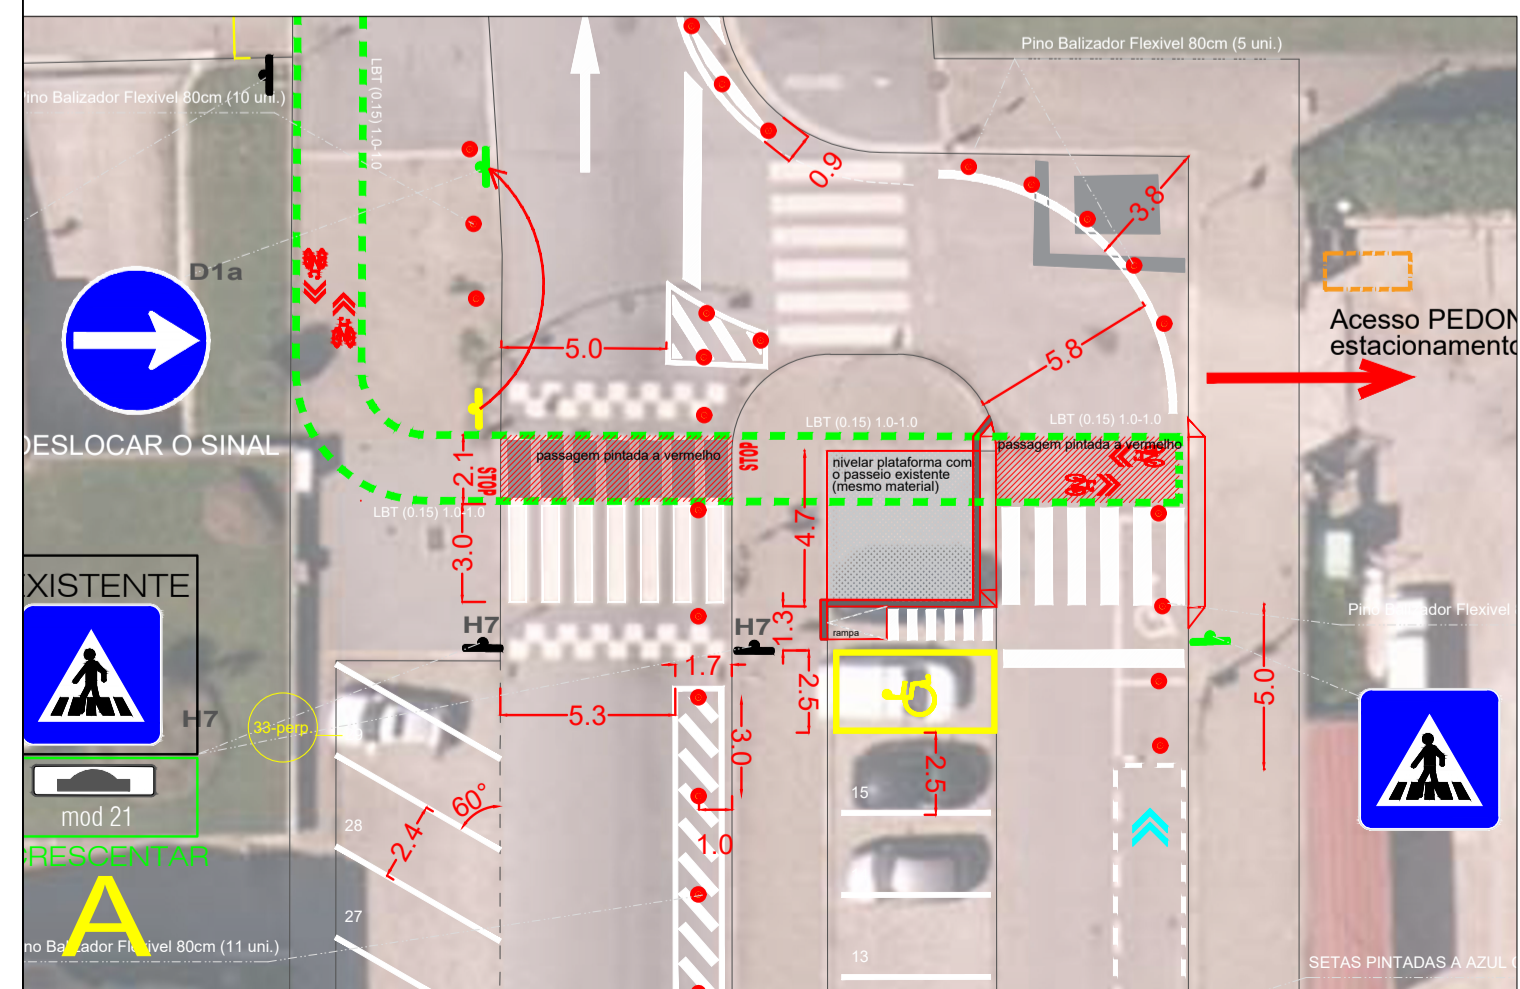 Pino Balizador Flexivel 80cm (5 uni.)
ino Balizador Flexivel 80cm (10 uni.)
LBT (0.15) 1.0-1.0
0.9
3.8
D1a
5.0
5.8
Acesso PEDON
estacionamento
DESLOCAR O SINAL
LBT (0.15) 1.0-1.0
LBT (0.15) 1.0-1.0
passagem pintada a vermelho
passagem pintada a vermelho
STOP
STOP
2.1
nivelar plataforma com
o passeio existente
(mesmo material)
LBT (0.15) 1.0-1.0
3.0
4.7
EXISTENTE
H7
H7
1.3
rampa
Pino Balizador Flexivel
1.7
2.5
5.0
5.3
H7
33-perp.
3.0
2.5
mod 21
15
60°
28
2.4
1.0
CRESCENTAR
A
27
no Balizador Flexivel 80cm (11 uni.)
13
SETAS PINTADAS A AZUL